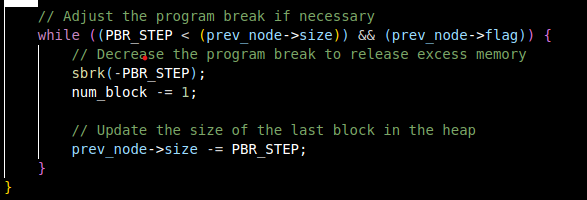 // Adjust the program break if necessary
while ((PBR_STEP < (prev_node->size)) && (prev_node->flag)) {
// Decrease the program break to release excess memory
sbrk(-PBR_STEP);
num_block -= 1;
// Update the size of the last block in the heap
prev_node->size -= PBR_STEP;
}
}